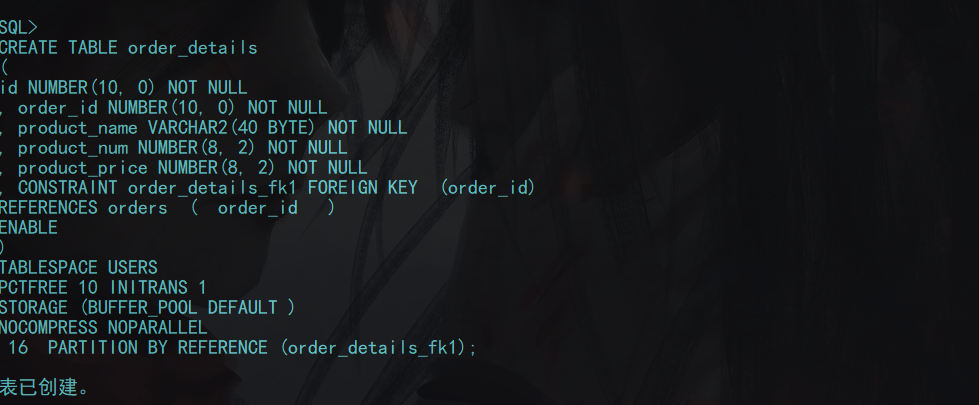 SQL>
CREATE TABLE order_details
(
id NUMBER(10, 0) NOT NULL
, order_id NUMBER(10, 0) NOT NULL
, product_name VARCHAR2(40 BYTE) NOT NULL
, product_num NUMBER(8, 2) NOT NULL
, product_price NUMBER(8, 2) NOT NULL
, CONSTRAINT order_details_fk1 FOREIGN KEY  (order_id)
REFERENCES orders  (  order_id   )
ENABLE
)
TABLESPACE USERS
PCTFREE 10 INITRANS 1
STORAGE (BUFFER_POOL DEFAULT )
NOCOMPRESS NOPARALLEL
16  PARTITION BY REFERENCE (order_details_fk1);
表已创建。